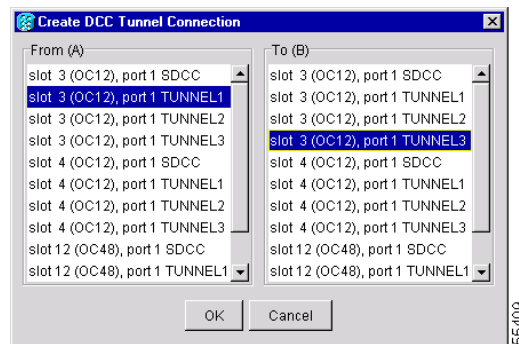 Create DCC Tunnel Connection
From (A)
slot 3 (OC12), port 1 SDCC
slot 3 (OC12), port 1 TUNNEL1
slot 3 (OC12), port 1 TUNNEL2
slot 3 (OC12), port 1 TUNNEL3
slot 4 (OC12), port 1 SDCC
slot 4 (OC12), port 1 TUNNEL1
slot 4 (OC12), port 1 TUNNEL2
slot 4 (OC12), port 1 TUNNEL3
slot 12 (OC48), port 1 SDCC
slot 12 (OC48), port 1 TUNNEL1
To (B)
slot 3 (OC12), port 1 SDCC
slot 3 (OC12), port 1 TUNNEL1
slot 3 (OC12), port 1 TUNNEL2
slot 3 (OC12), port 1 TUNNEL3
slot 4 (OC12), port 1 SDCC
slot 4 (OC12), port 1 TUNNEL1
slot 4 (OC12), port 1 TUNNEL2
slot 4 (OC12), port 1 TUNNEL3
slot 12 (OC48), port 1 SDCC
slot 12 (OC48), port 1 TUNNEL1
OK
Cancel
55409